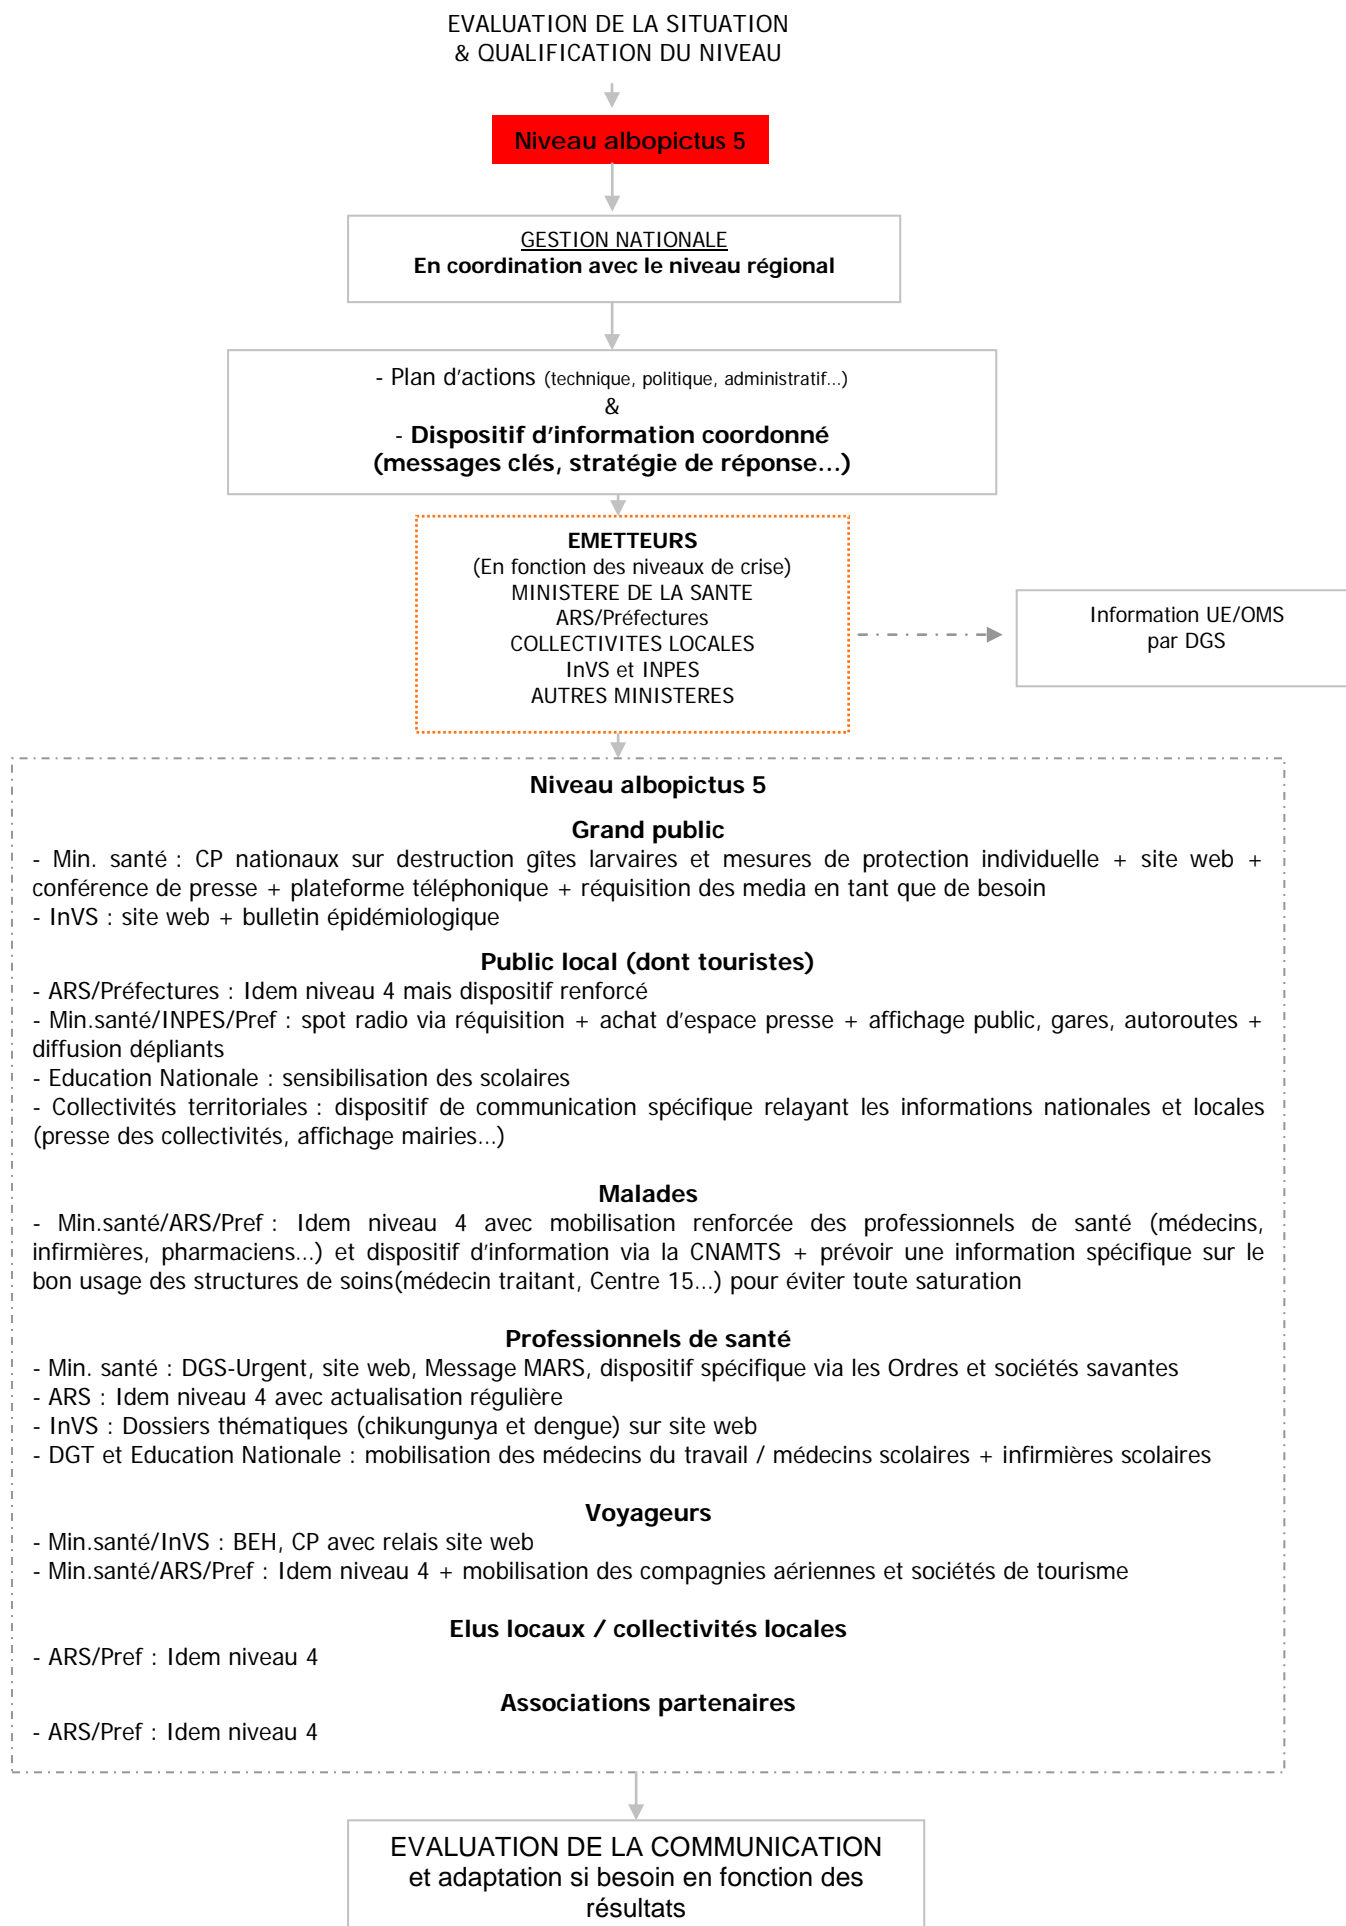 EVALUATION DE LA SITUATION
& QUALIFICATION DU NIVEAU
Niveau albopictus 5
GESTION NATIONALE
En coordination avec le niveau régional
- Plan d'actions (technique, politique, administratif...)
&
- Dispositif d'information coordonné
(messages clés, stratégie de réponse...)
EMETTEURS
(En fonction des niveaux de crise)
MINISTERE DE LA SANTE
ARS/Préfectures
COLLECTIVITES LOCALES
InVS et INPES
AUTRES MINISTERES
Information UE/OMS
par DGS
Niveau albopictus 5
Grand public
- Min. santé : CP nationaux sur destruction gîtes larvaires et mesures de protection individuelle + site web +
conférence de presse + plateforme téléphonique + réquisition des media en tant que de besoin
- InVS : site web + bulletin épidémiologique
Public local (dont touristes)
- ARS/Préfectures : Idem niveau 4 mais dispositif renforcé
- Min.santé/INPES/Pref : spot radio via réquisition + achat d'espace presse + affichage public, gares, autoroutes +
diffusion dépliants
- Education Nationale : sensibilisation des scolaires
- Collectivités territoriales : dispositif de communication spécifique relayant les informations nationales et locales
(presse des collectivités, affichage mairies...)
Malades
- Min.santé/ARS/Pref : Idem niveau 4 avec mobilisation renforcée des professionnels de santé (médecins,
infirmières, pharmaciens...) et dispositif d'information via la CNAMTS + prévoir une information spécifique sur le
bon usage des structures de soins(médecin traitant, Centre 15...) pour éviter toute saturation
Professionnels de santé
- Min. santé : DGS-Urgent, site web, Message MARS, dispositif spécifique via les Ordres et sociétés savantes
- ARS : Idem niveau 4 avec actualisation régulière
- InVS : Dossiers thématiques (chikungunya et dengue) sur site web
- DGT et Education Nationale : mobilisation des médecins du travail / médecins scolaires + infirmières scolaires
Voyageurs
- Min.santé/InVS : BEH, CP avec relais site web
- Min.santé/ARS/Pref : Idem niveau 4 + mobilisation des compagnies aériennes et sociétés de tourisme
Elus locaux / collectivités locales
- ARS/Pref : Idem niveau 4
Associations partenaires
- ARS/Pref : Idem niveau 4
EVALUATION DE LA COMMUNICATION
et adaptation si besoin en fonction des
résultats